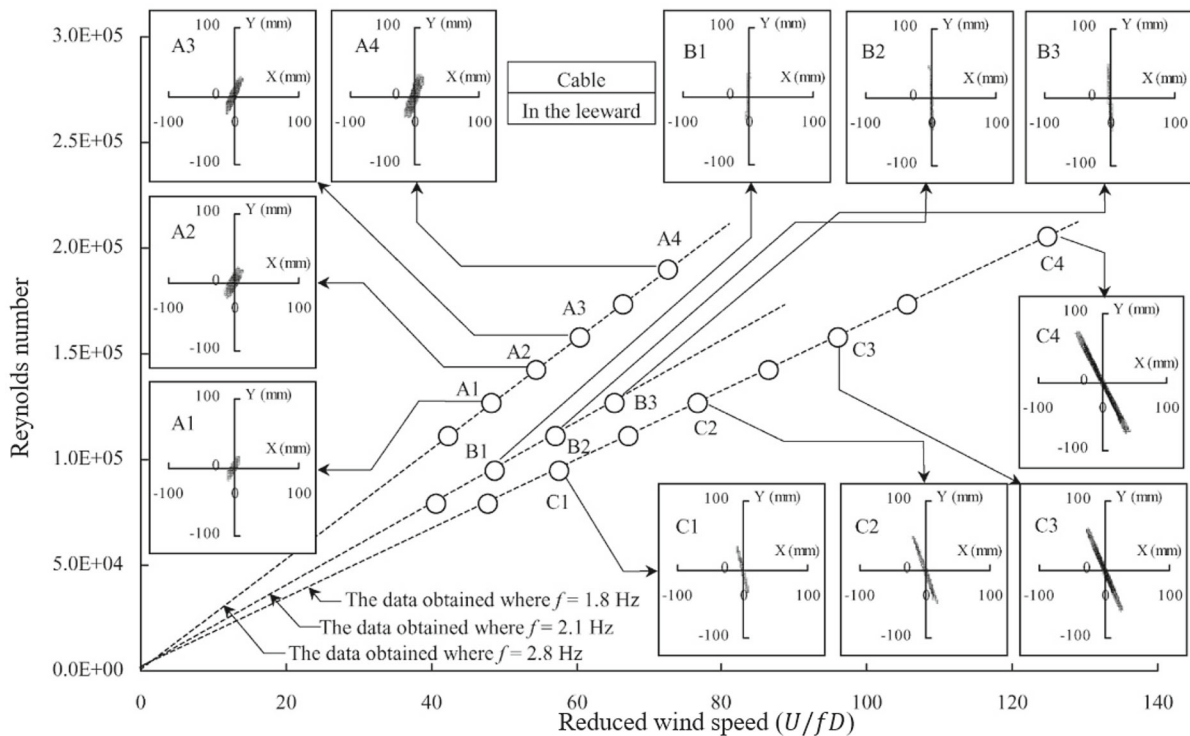 3.0E+05
2.5E+05
2.0E+05
1.5E+05
1.0E+05
5.0E+04
0.0E+00
Reynolds number
0
20
40
60
80
100
120
140
Reduced wind speed (U/fD)
A3
100
Y (mm)
X (mm)
0
-100
0
100
-100
A4
100
Y (mm)
X (mm)
0
-100
0
100
-100
Cable
In the leeward
B1
100
Y (mm)
X (mm)
0
-100
0
100
-100
B2
100
Y (mm)
X (mm)
0
-100
0
100
-100
B3
100
Y (mm)
X (mm)
0
-100
0
100
-100
A2
100
Y (mm)
X (mm)
0
-100
0
100
-100
A1
100
Y (mm)
X (mm)
0
-100
0
100
-100
A4
A3
A2
A1
B1
B2
B3
C1
C2
C3
C4
C4
100
Y (mm)
X (mm)
0
-100
0
100
-100
C1
100
Y (mm)
X (mm)
0
-100
0
100
-100
C2
100
Y (mm)
X (mm)
0
-100
0
100
-100
C3
100
Y (mm)
X (mm)
0
-100
0
100
-100
The data obtained where f = 1.8 Hz
The data obtained where f = 2.1 Hz
The data obtained where f = 2.8 Hz